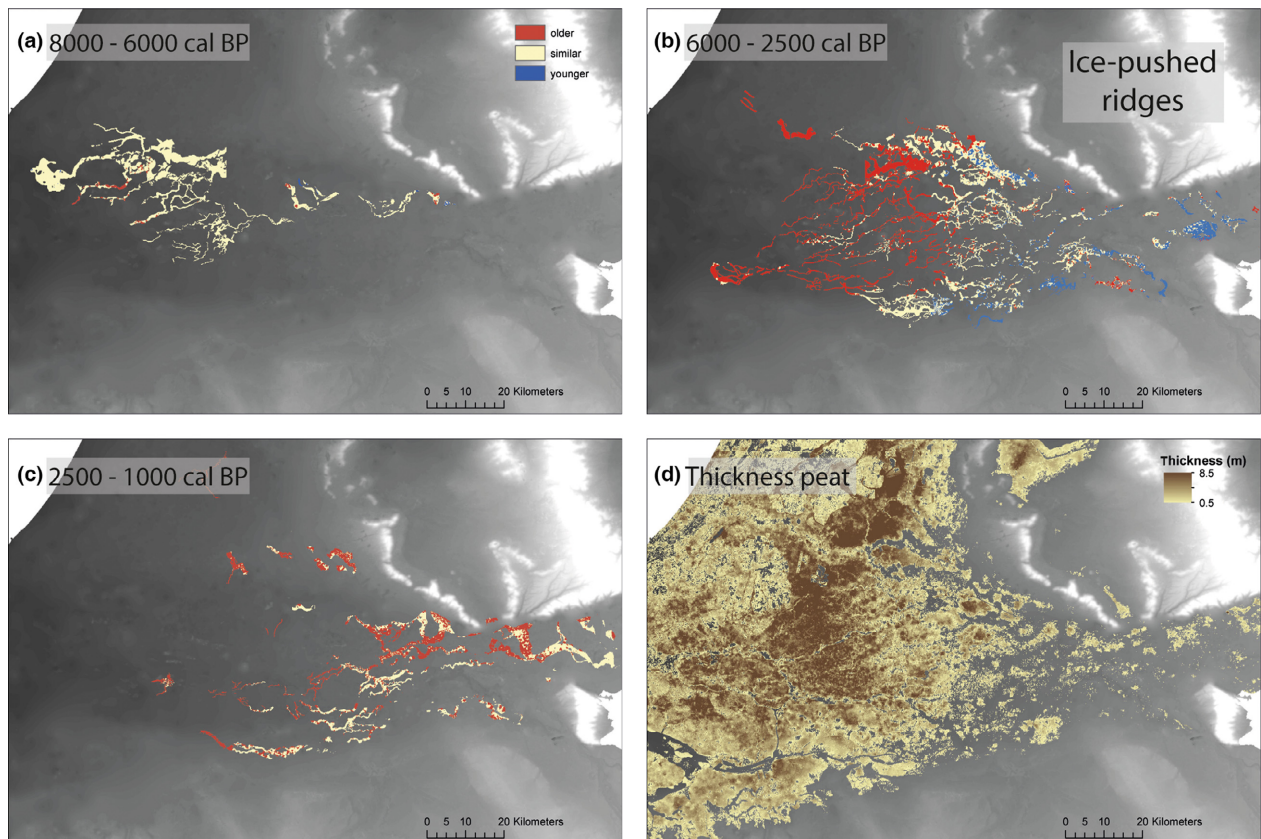 (a) 8000 - 6000 cal BP
older
similar
younger
0 5 10 20 Kilometers
(b) 6000 - 2500 cal BP
Ice-pushed
ridges
0 5 10 20 Kilometers
(c) 2500 - 1000 cal BP
0 5 10 20 Kilometers
(d) Thickness peat
Thickness (m)
8.5
0.5
0 5 10 20 Kilometers